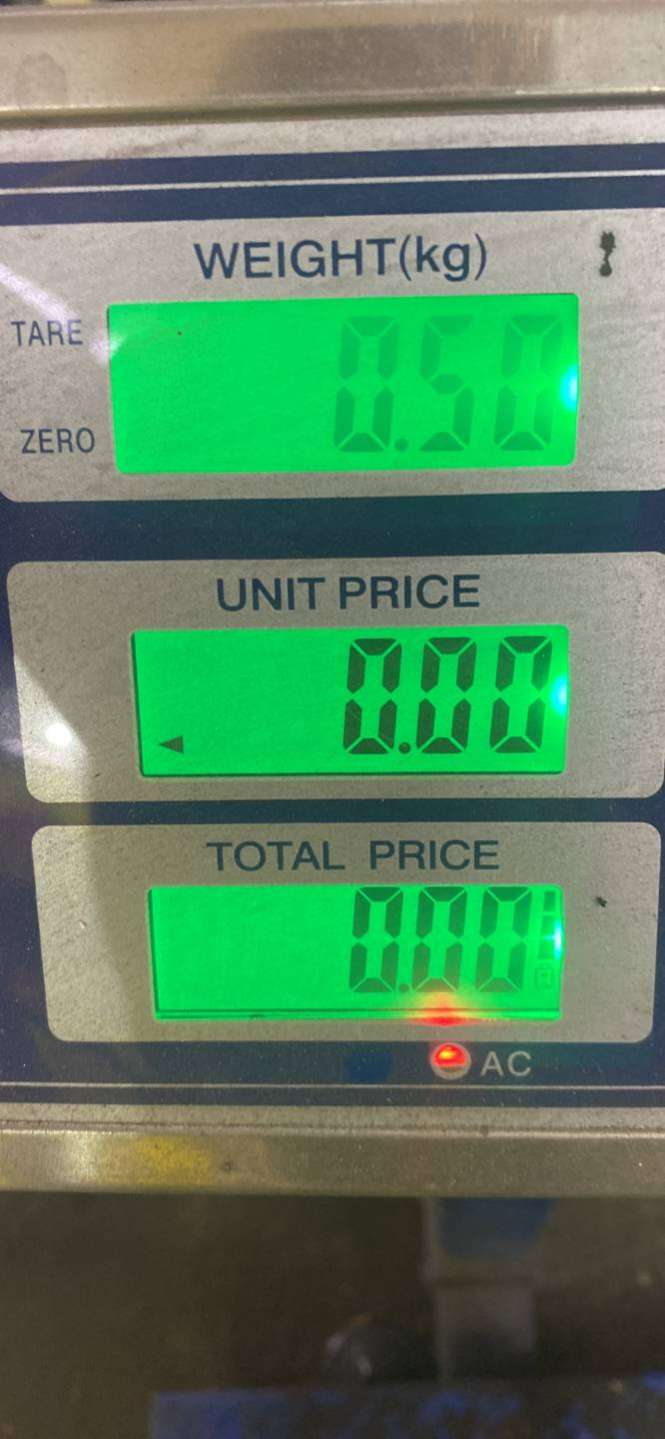 WEIGHT(kg)
TARE
0.50
ZERO
UNIT PRICE
0.00
TOTAL PRICE
0.00
AC